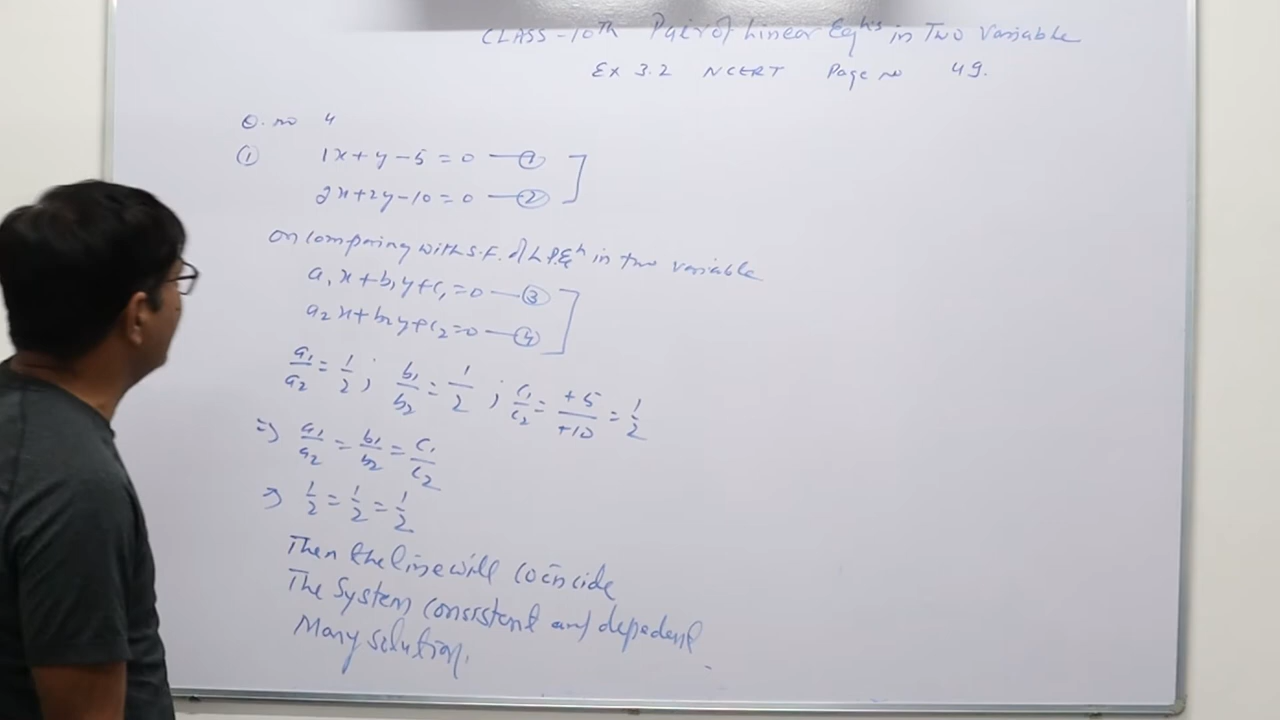 CLASS-10th Pair of Linear Eqns in Two Variable
Ex 3.2 NCERT Page no 49.
Q. no 4
① 1x + y - 5 = 0 — ①
2x + 2y - 10 = 0 — ②
On comparing with S.F. of L.P.Eqn in two variable
a₁x + b₁y + c₁ = 0 — ③
a₂x + b₂y + c₂ = 0 — ④
a₁/a₂ = 1/2 ; b₁/b₂ = 1/2 ; c₁/c₂ = +5/+10 = 1/2
=> a₁/a₂ = b₁/b₂ = c₁/c₂
=> 1/2 = 1/2 = 1/2
Then the line will coincide
The System consistent and depedent
Many solution.